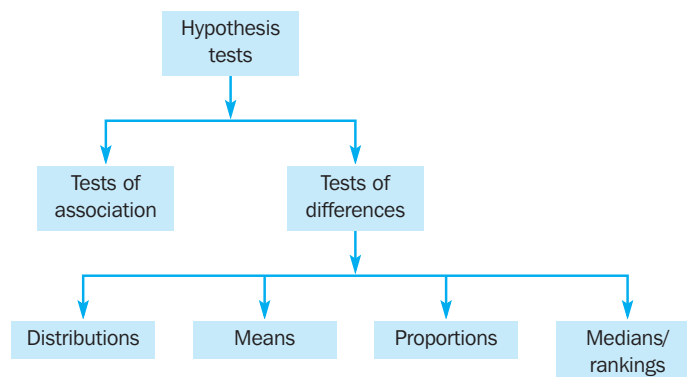 Hypothesis
tests
Tests of
association
Tests of
differences
Distributions
Means
Proportions
Medians/
rankings